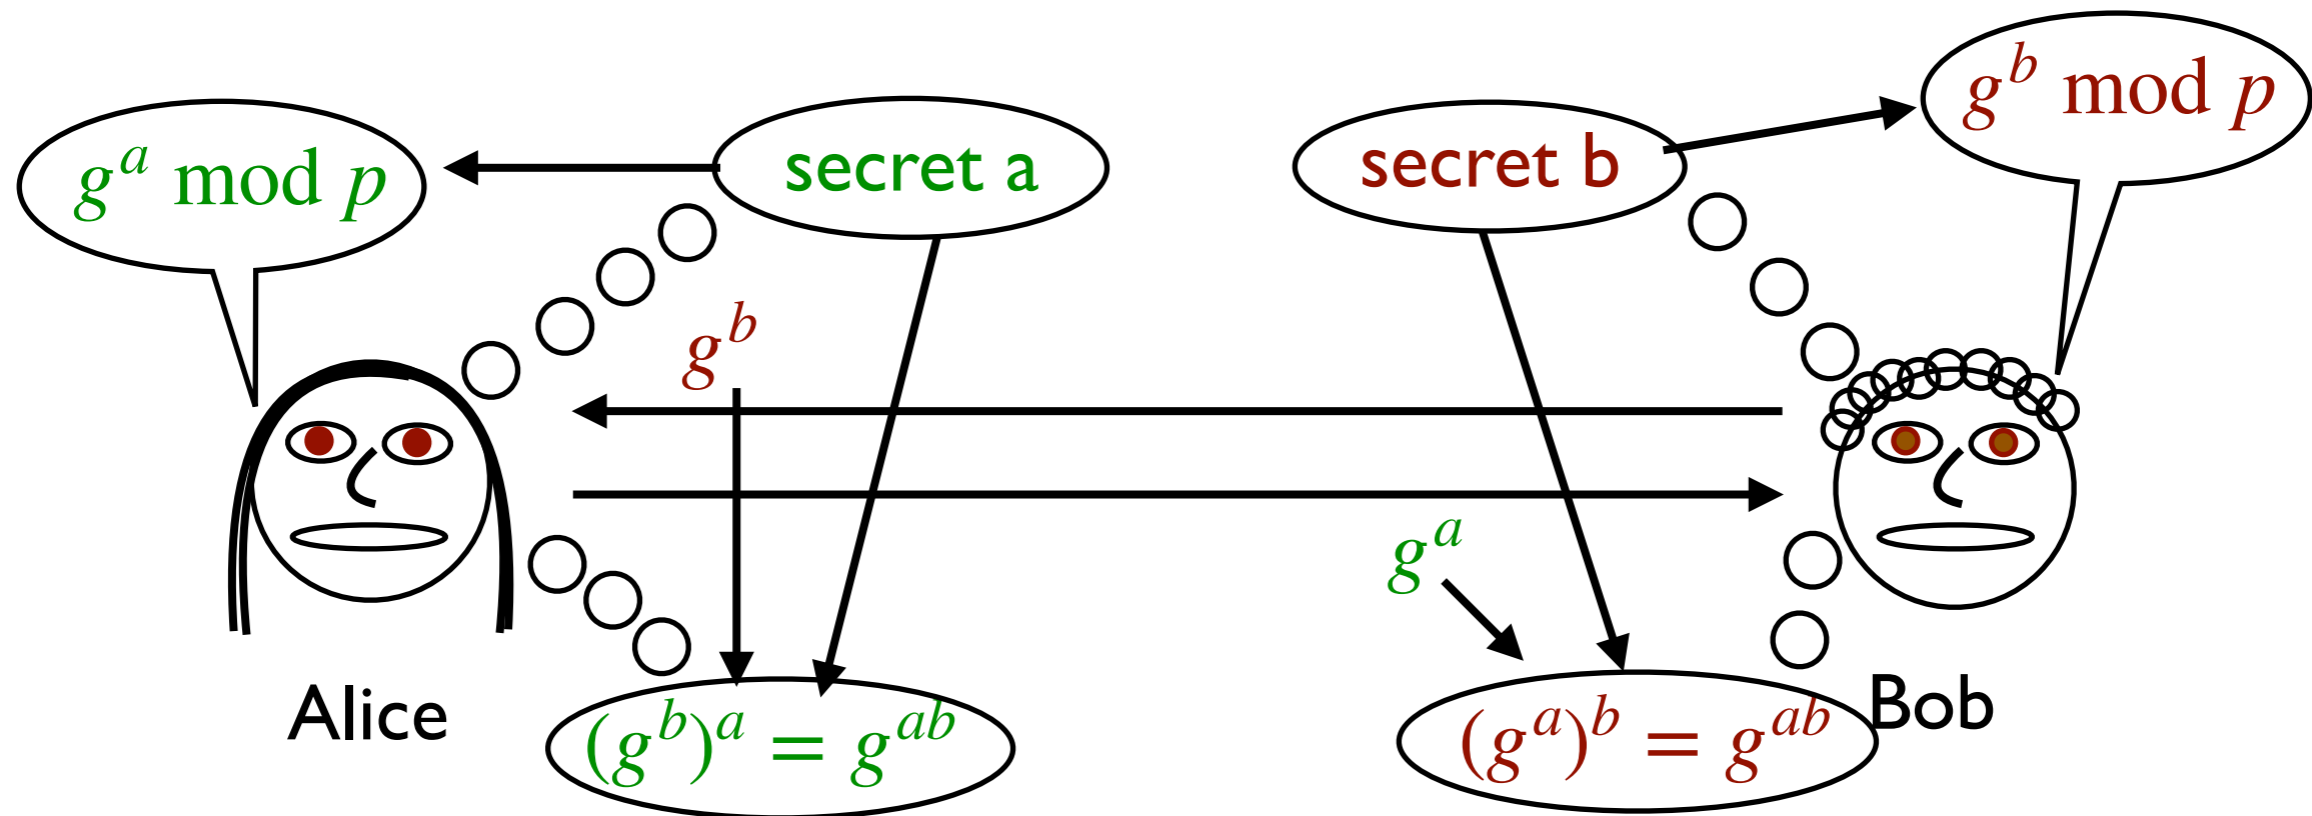 g^b mod p
g^a mod p
secret a
secret b
g^b
g^a
Alice
Bob
(g^b)^a = g^{ab}
(g^a)^b = g^{ab}